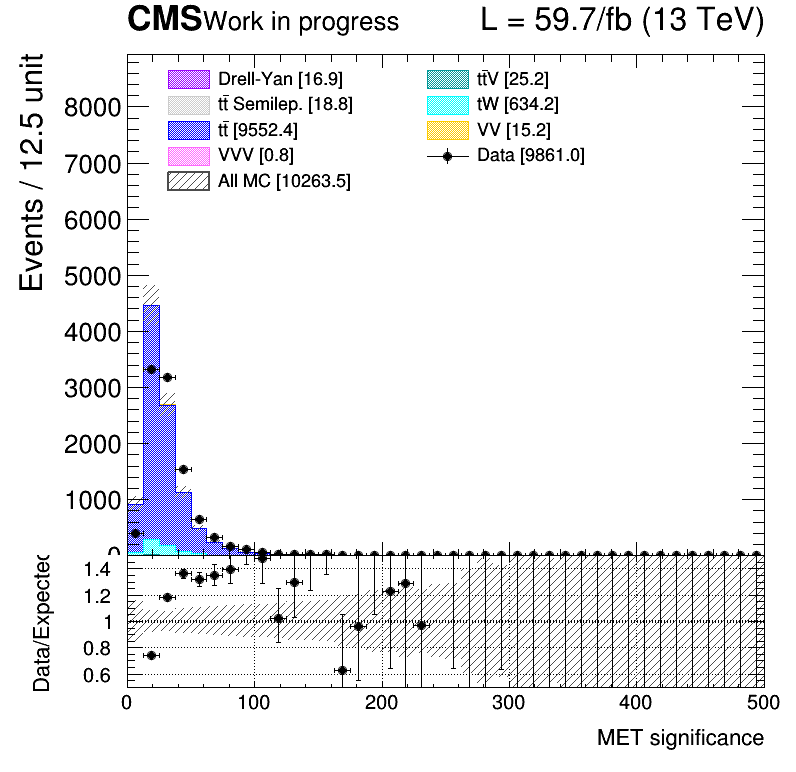 CMS Work in progress L = 59.7/fb (13 TeV)
Drell-Yan [16.9] tt̄V [25.2]
tt̄ Semilep. [18.8] tW [634.2]
tt̄ [9552.4] VV [15.2]
VVV [0.8] Data [9861.0]
All MC [10263.5]
Events / 12.5 unit
8000
7000
6000
5000
4000
3000
2000
1000
0
Data/Expected
1.4
1.2
1
0.8
0.6
0 100 200 300 400 500
MET significance